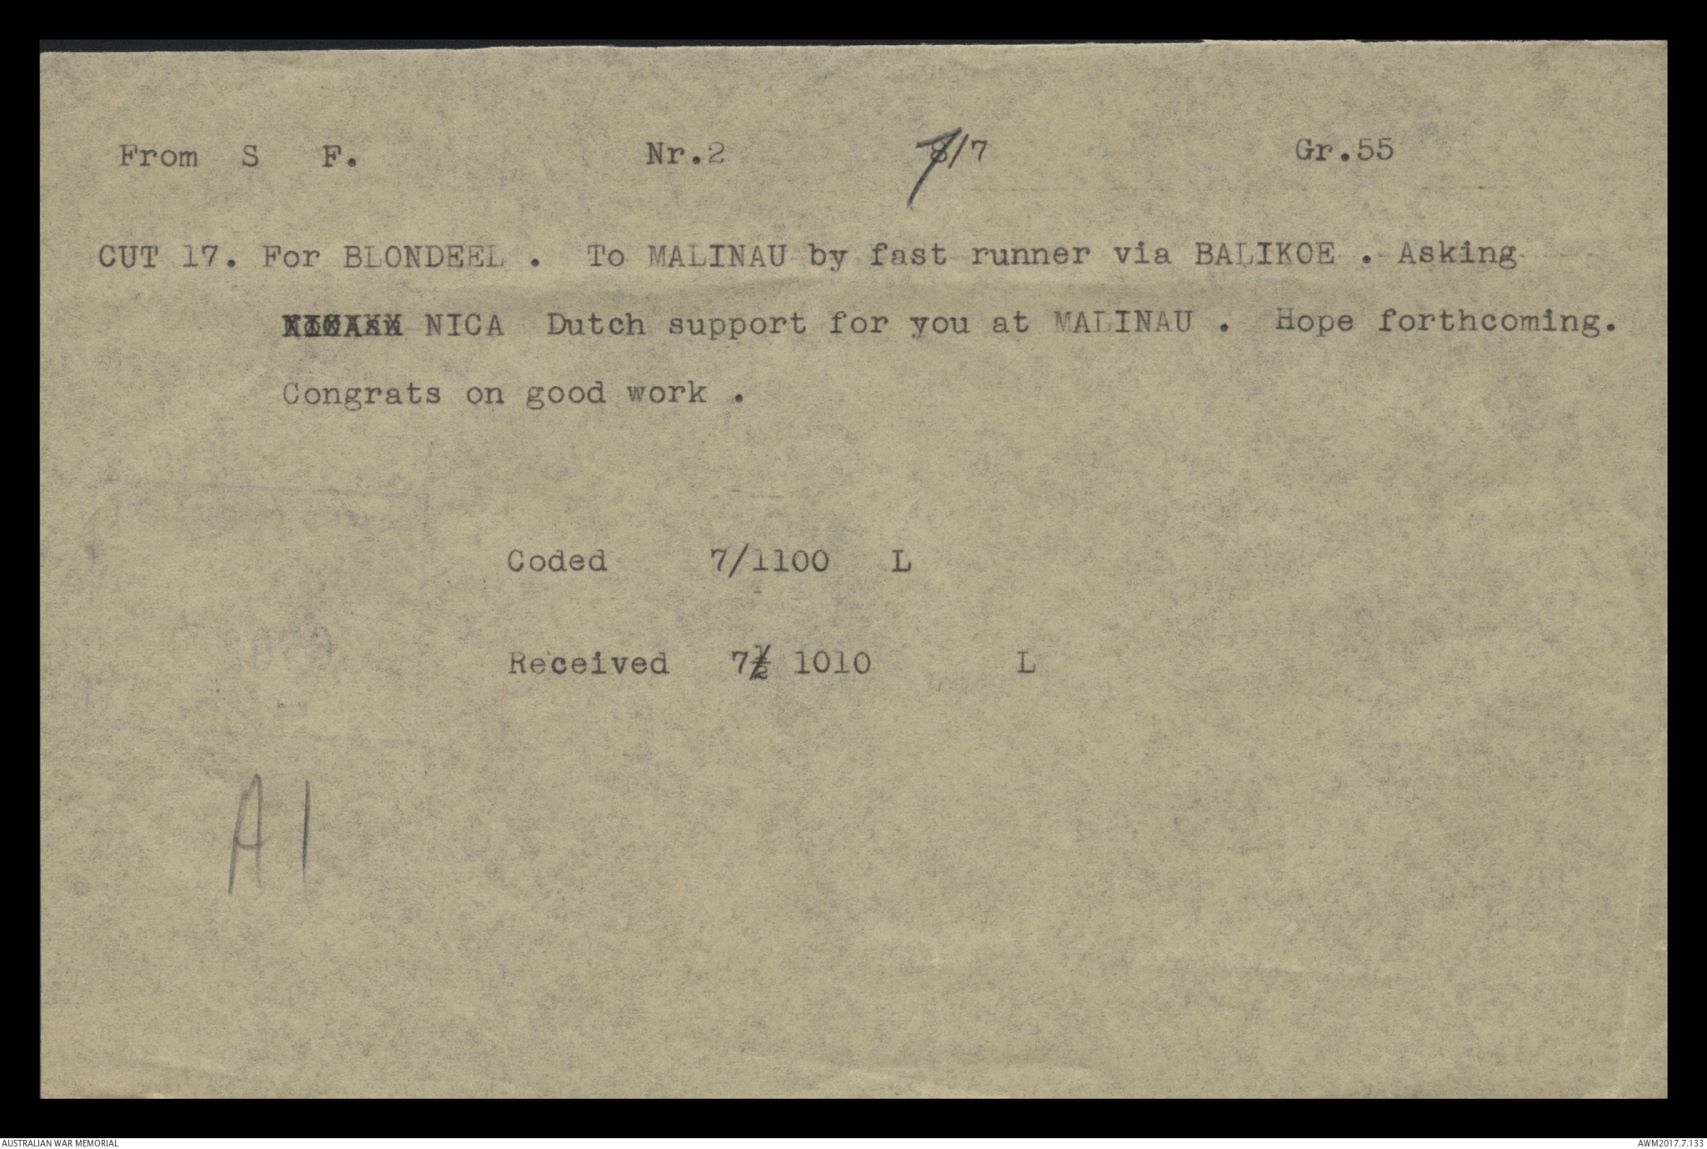 From S F. Nr.2 7/7 Gr.55
CUT 17. For BLONDEEL . To MALINAU by fast runner via BALIKOE . Asking
NICA Dutch support for you at MALINAU . Hope forthcoming.
Congrats on good work .
Coded 7/1100 L
Received 7/ 1010 L
A1
AUSTRALIAN WAR MEMORIAL AWM2017.7.133